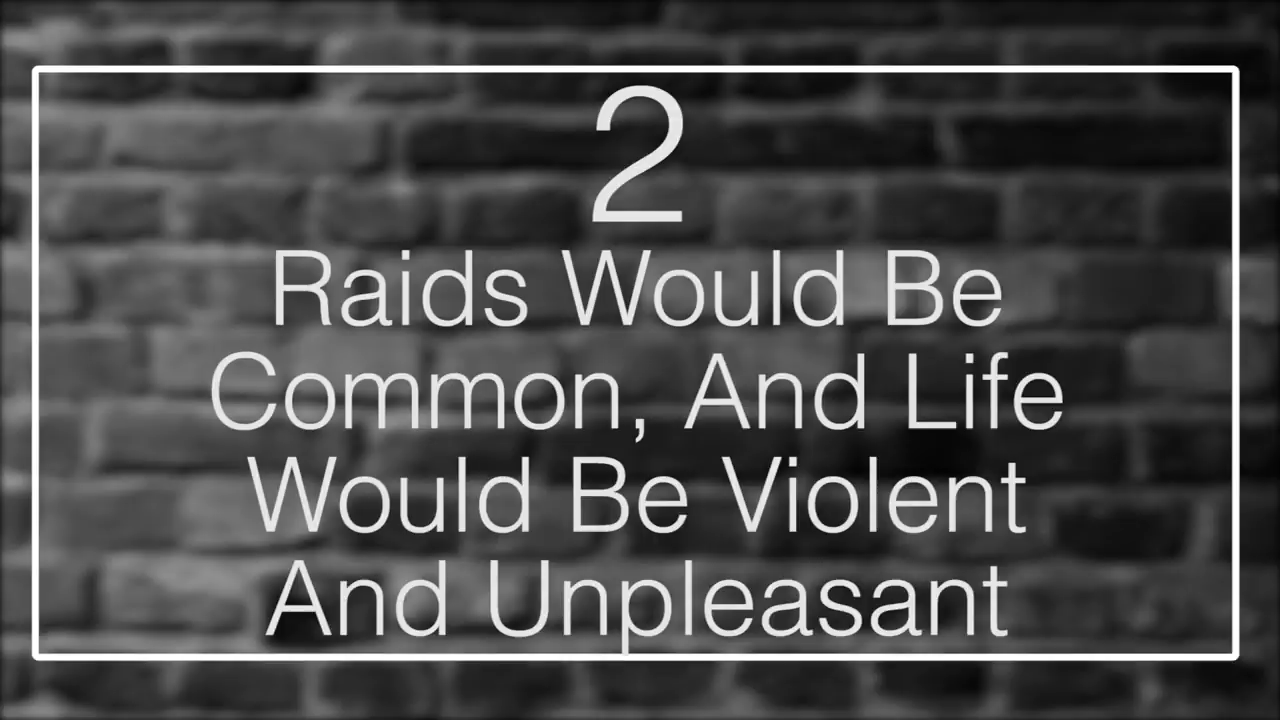 2
Raids Would Be
Common, And Life
Would Be Violent
And Unpleasant